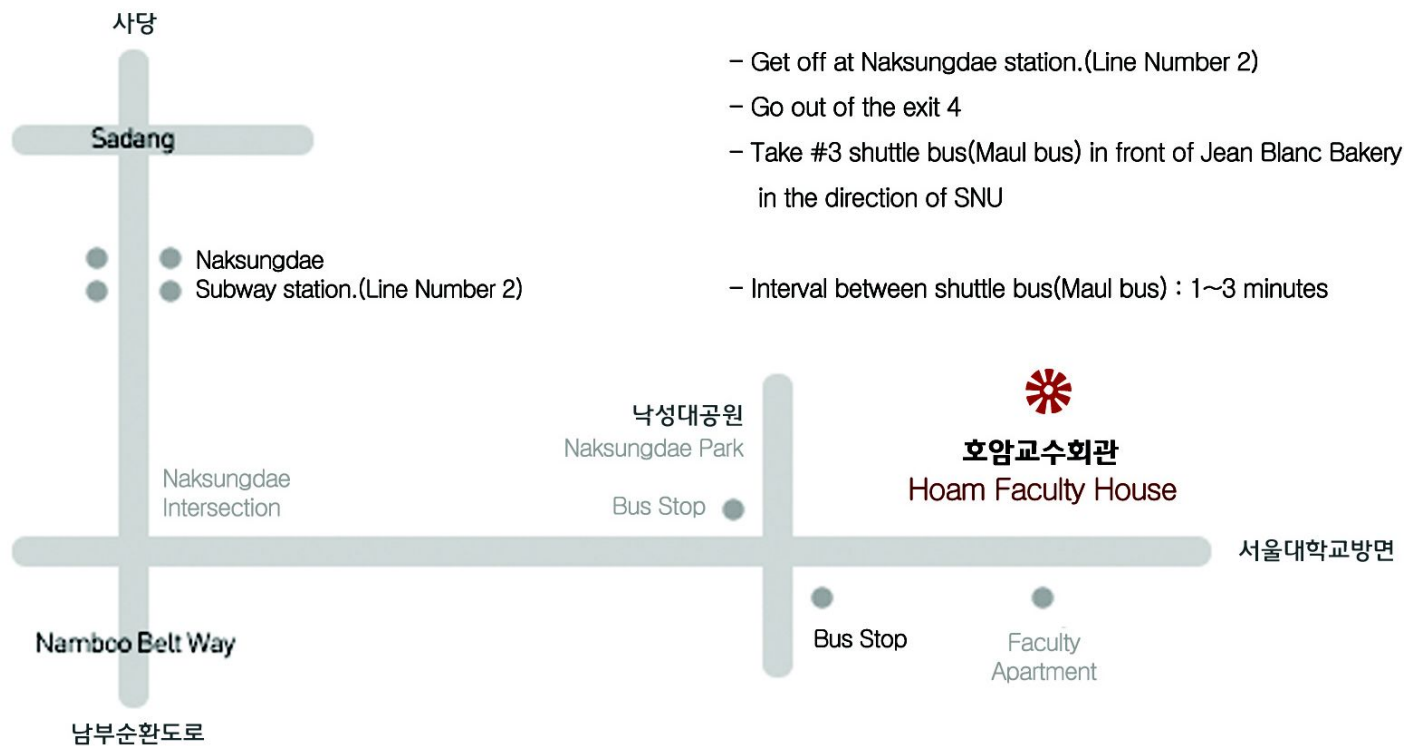 사당
- Get off at Naksungdae station.(Line Number 2)
- Go out of the exit 4
Sadang
- Take #3 shuttle bus(Maul bus) in front of Jean Blanc Bakery
in the direction of SNU
Naksungdae
Subway station.(Line Number 2)
- Interval between shuttle bus(Maul bus) : 1~3 minutes
낙성대공원
Naksungdae Park
호암교수회관
Hoam Faculty House
Naksungdae
Intersection
Bus Stop
서울대학교방면
Namboo Belt Way
Bus Stop
Faculty
Apartment
남부순환도로